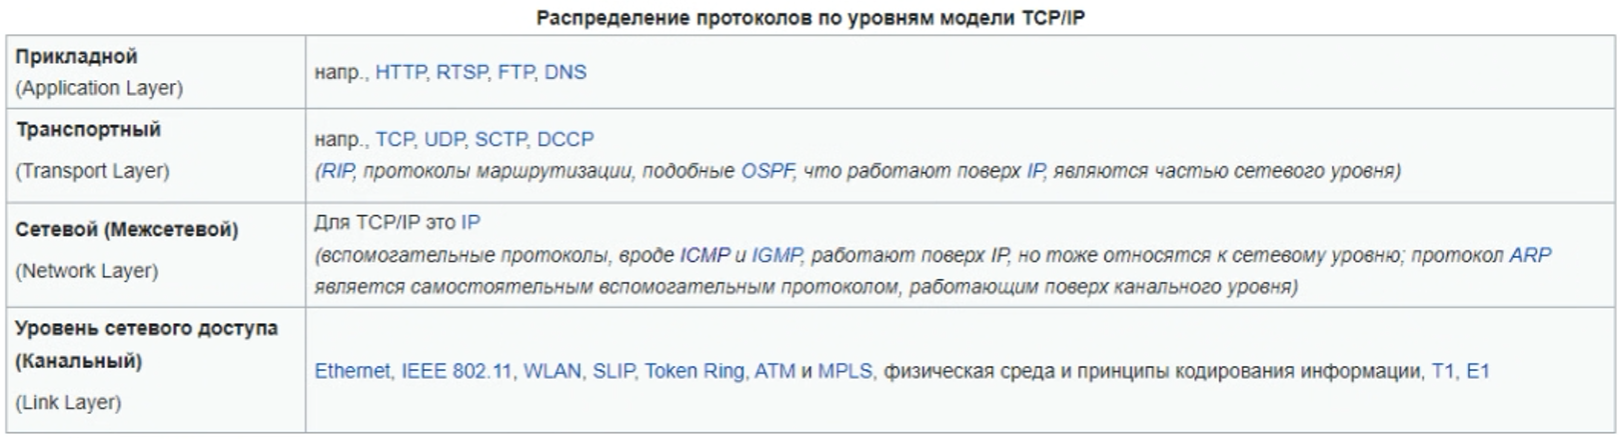 Распределение протоколов по уровням модели TCP/IP
Прикладной
(Application Layer)
напр., HTTP, RTSP, FTP, DNS
Транспортный
(Transport Layer)
напр., TCP, UDP, SCTP, DCCP
(RIP, протоколы маршрутизации, подобные OSPF, что работают поверх IP, являются частью сетевого уровня)
Сетевой (Межсетевой)
(Network Layer)
Для TCP/IP это IP
(вспомогательные протоколы, вроде ICMP и IGMP, работают поверх IP, но тоже относятся к сетевому уровню; протокол ARP
является самостоятельным вспомогательным протоколом, работающим поверх канального уровня)
Уровень сетевого доступа
(Канальный)
(Link Layer)
Ethernet, IEEE 802.11, WLAN, SLIP, Token Ring, ATM и MPLS, физическая среда и принципы кодирования информации, T1, E1